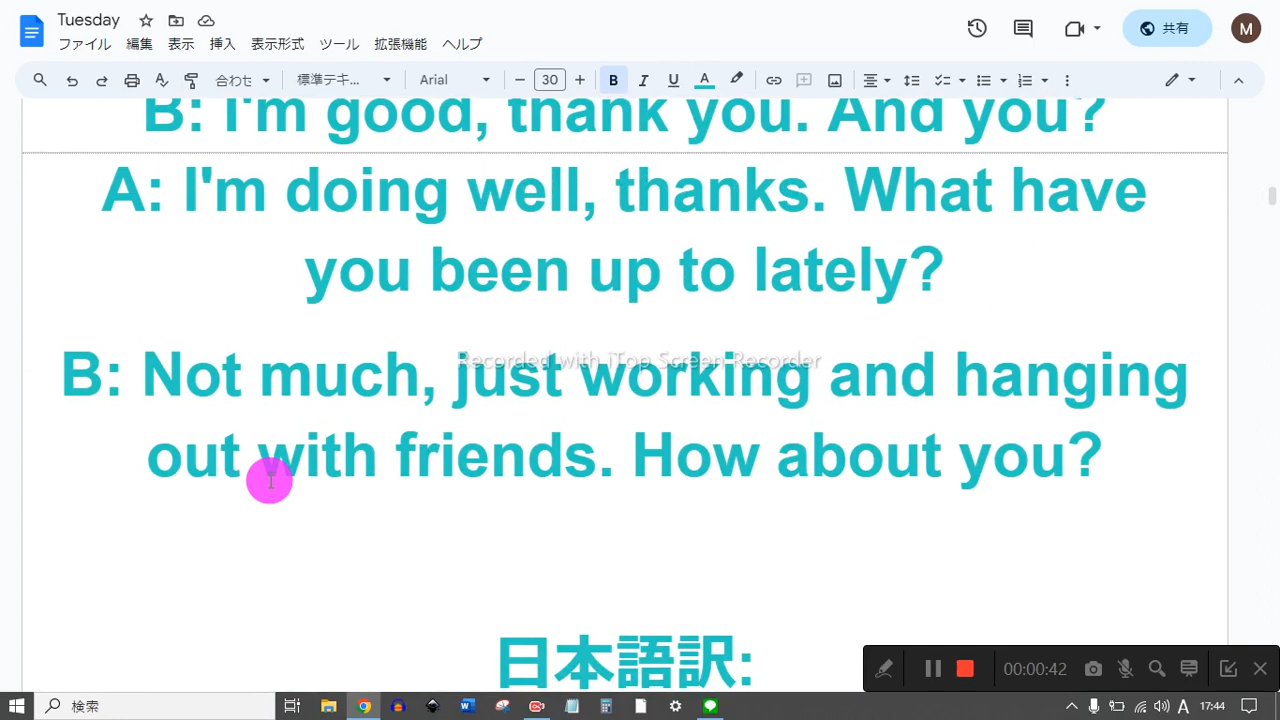 Tuesday
共有
M
ファイル 編集 表示 挿入 表示形式 ツール 拡張機能 ヘルプ
合わせ 標準テキ... Arial 30 B I U A
B: I'm good, thank you. And you?
A: I'm doing well, thanks. What have
you been up to lately?
Recorded with iTop Screen Recorder
B: Not much, just working and hanging
out with friends. How about you?
日本語訳:
00:00:42
検索
A 17:44